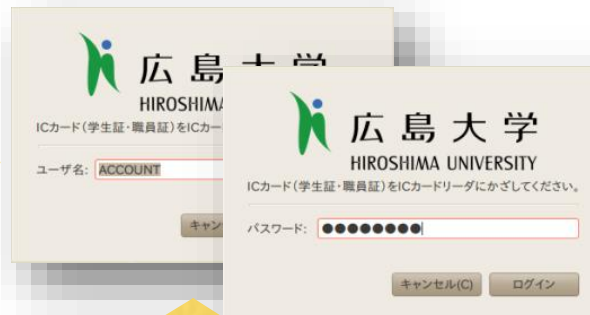 広島大学
HIROSHIMA
ICカード(学生証・職員証)をICカー
ユーザ名: ACCOUNT
キャン
広島大学
HIROSHIMA UNIVERSITY
ICカード(学生証・職員証)をICカードリーダにかざしてください。
パスワード: ●●●●●●●●
キャンセル(C) ログイン